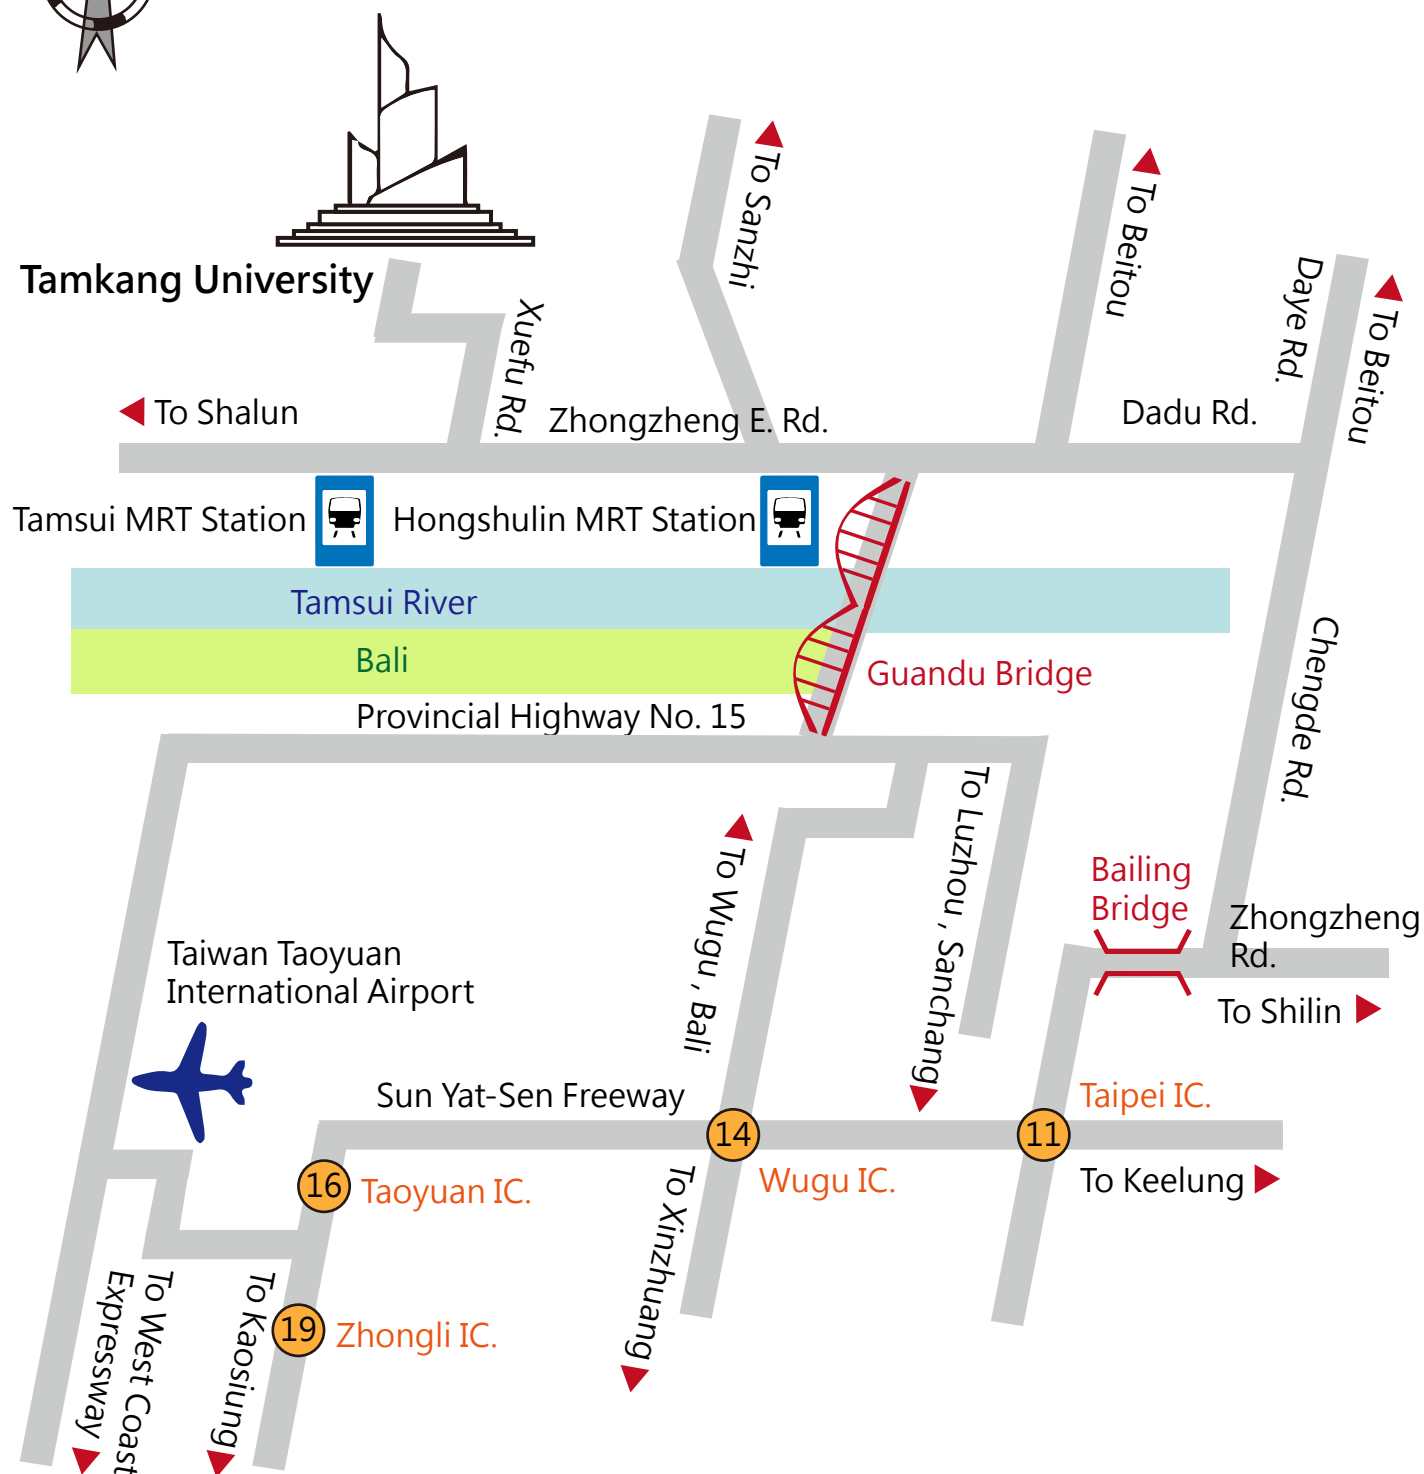 To Sanzhi
To Beitou
Tamkang University
Daye Rd.
To Beitou
Xuefu Rd.
To Shalun
Zhongzheng E. Rd.
Dadu Rd.
Tamsui MRT Station
Hongshulin MRT Station
Tamsui River
Bali
Guandu Bridge
Chengde Rd.
Provincial Highway No. 15
To Luzhou , Sanchang
To Wugu , Bali
Bailing
Bridge
Zhongzheng
Rd.
To Shilin
Taiwan Taoyuan
International Airport
Sun Yat-Sen Freeway
Taipei IC.
14
11
Wugu IC.
To Keelung
16
Taoyuan IC.
To Xinzhuang
To West Coast
Expressway
To Kaosiung
19
Zhongli IC.